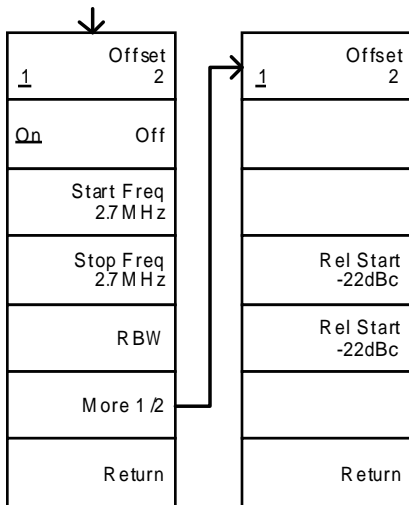 Offset
1 2
On Off
Start Freq
2.7MHz
Stop Freq
2.7MHz
RBW
More 1/2
Return
Offset
1 2
Rel Start
-22dBc
Rel Start
-22dBc
Return